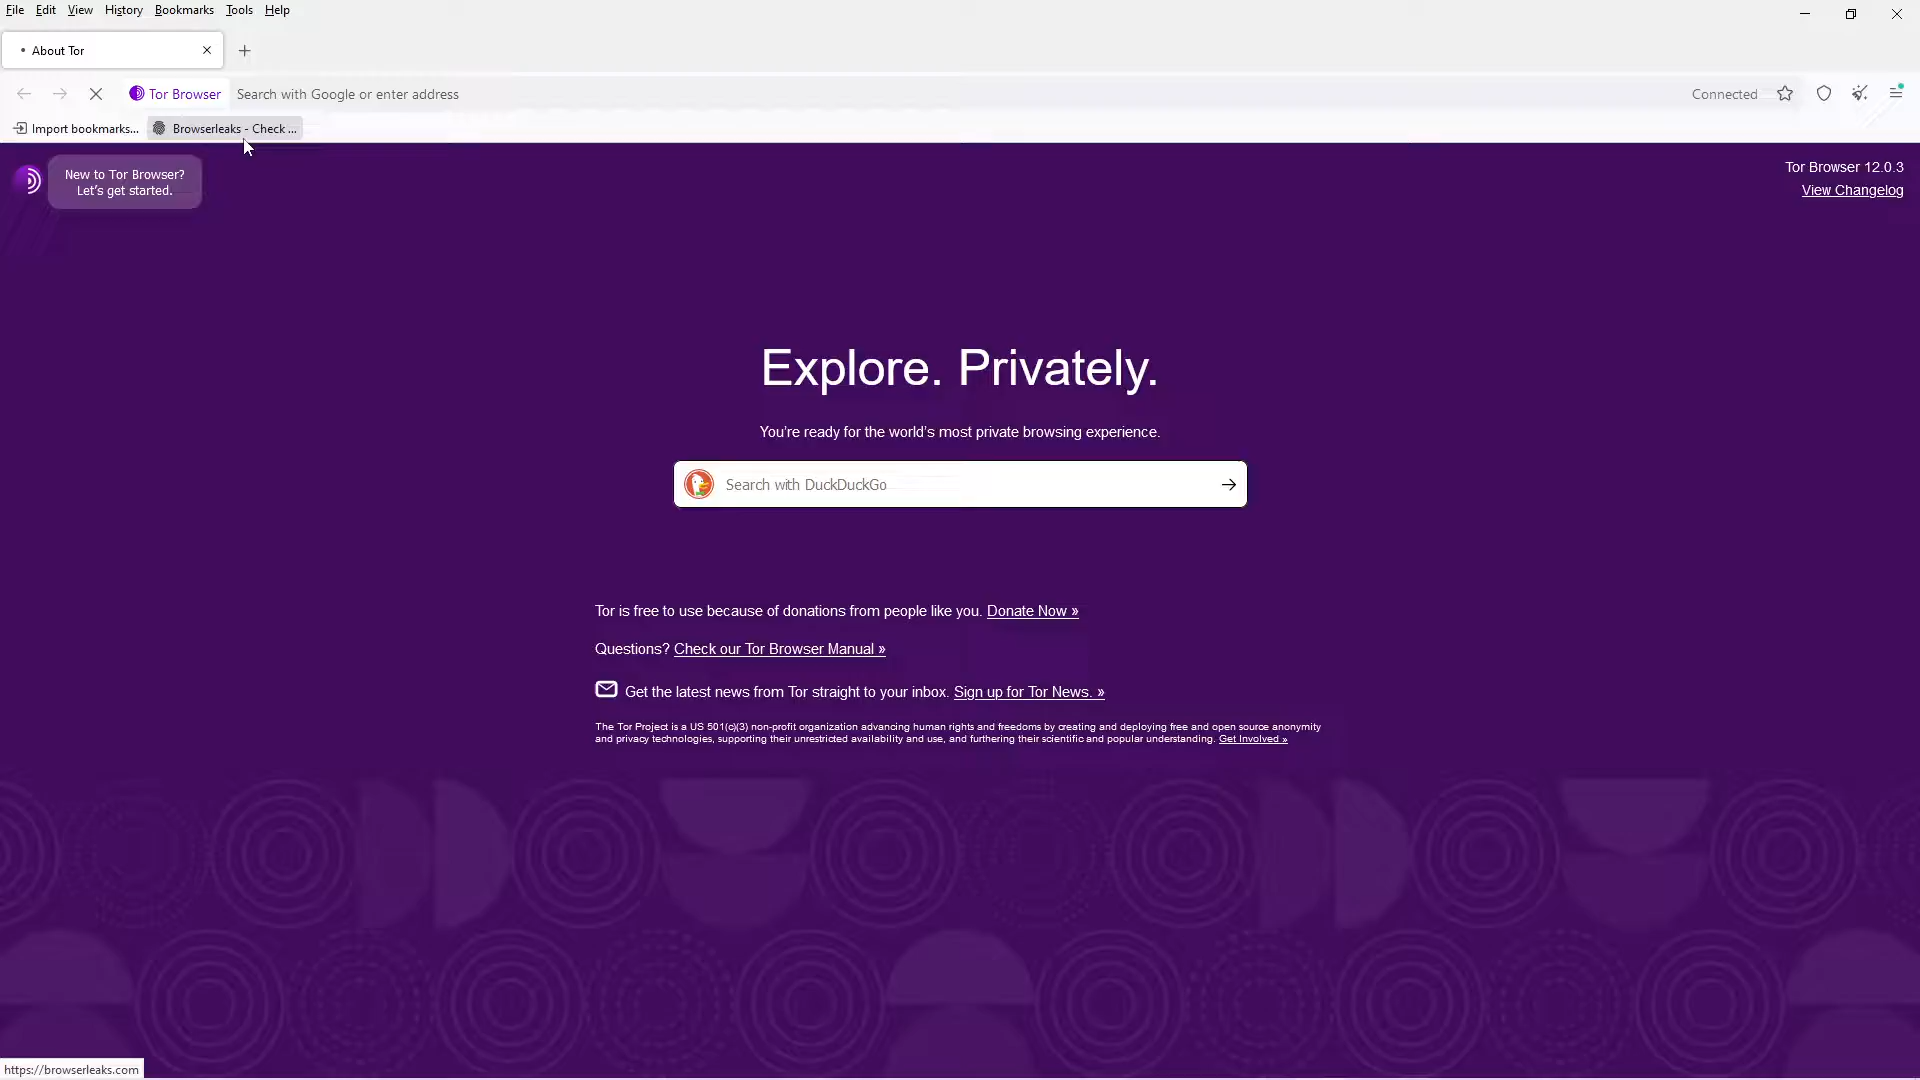 File Edit View History Bookmarks Tools Help
About Tor
Tor Browser Search with Google or enter address Connected
Import bookmarks... Browserleaks - Check ...
New to Tor Browser?
Let's get started.
Tor Browser 12.0.3
View Changelog
Explore. Privately.
You're ready for the world's most private browsing experience.
Search with DuckDuckGo
Tor is free to use because of donations from people like you. Donate Now »
Questions? Check our Tor Browser Manual »
Get the latest news from Tor straight to your inbox. Sign up for Tor News. »
The Tor Project is a US 501(c)(3) non-profit organization advancing human rights and freedoms by creating and deploying free and open source anonymity
and privacy technologies, supporting their unrestricted availability and use, and furthering their scientific and popular understanding. Get Involved »
https://browserleaks.com